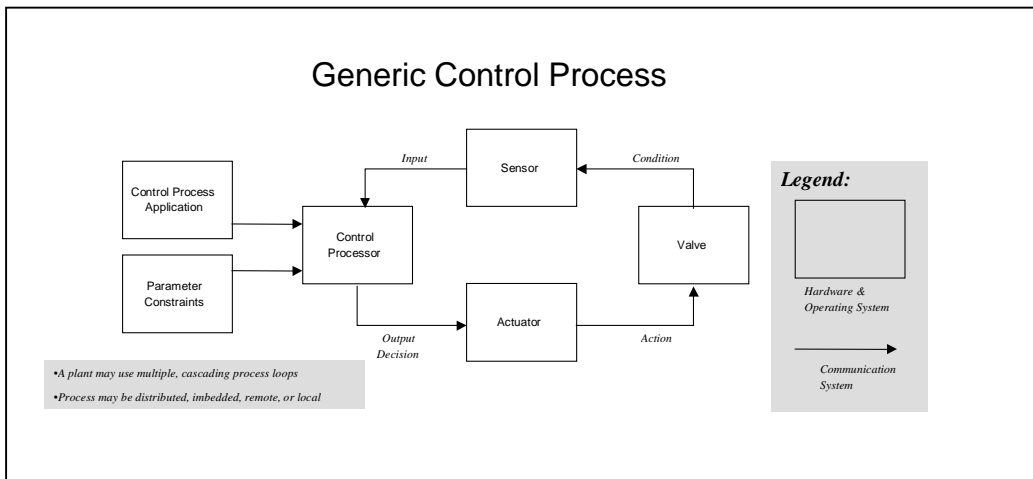 Generic Control Process
Control Process
Application
Parameter
Constraints
Input
Control
Processor
Sensor
Condition
Valve
Output
Decision
Actuator
Action
•A plant may use multiple, cascading process loops
•Process may be distributed, imbedded, remote, or local
Legend:
Hardware &
Operating System
Communication
System